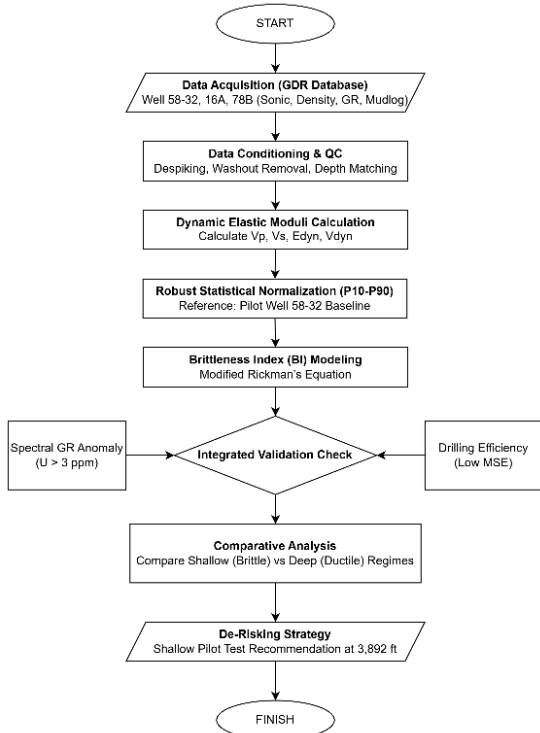 START
Data Acquisition (GDR Database)
Well 58-32, 16A, 78B (Sonic, Density, GR, Mudlog)
Data Conditioning & QC
Despiking, Washout Removal, Depth Matching
Dynamic Elastic Moduli Calculation
Calculate Vp, Vs, Edyn, Vdyn
Robust Statistical Normalization (P10-P90)
Reference: Pilot Well 58-32 Baseline
Brittleness Index (BI) Modeling
Modified Rickman's Equation
Spectral GR Anomaly
(U > 3 ppm)
Integrated Validation Check
Drilling Efficiency
(Low MSE)
Comparative Analysis
Compare Shallow (Brittle) vs Deep (Ductile) Regimes
De-Risking Strategy
Shallow Pilot Test Recommendation at 3,892 ft
FINISH